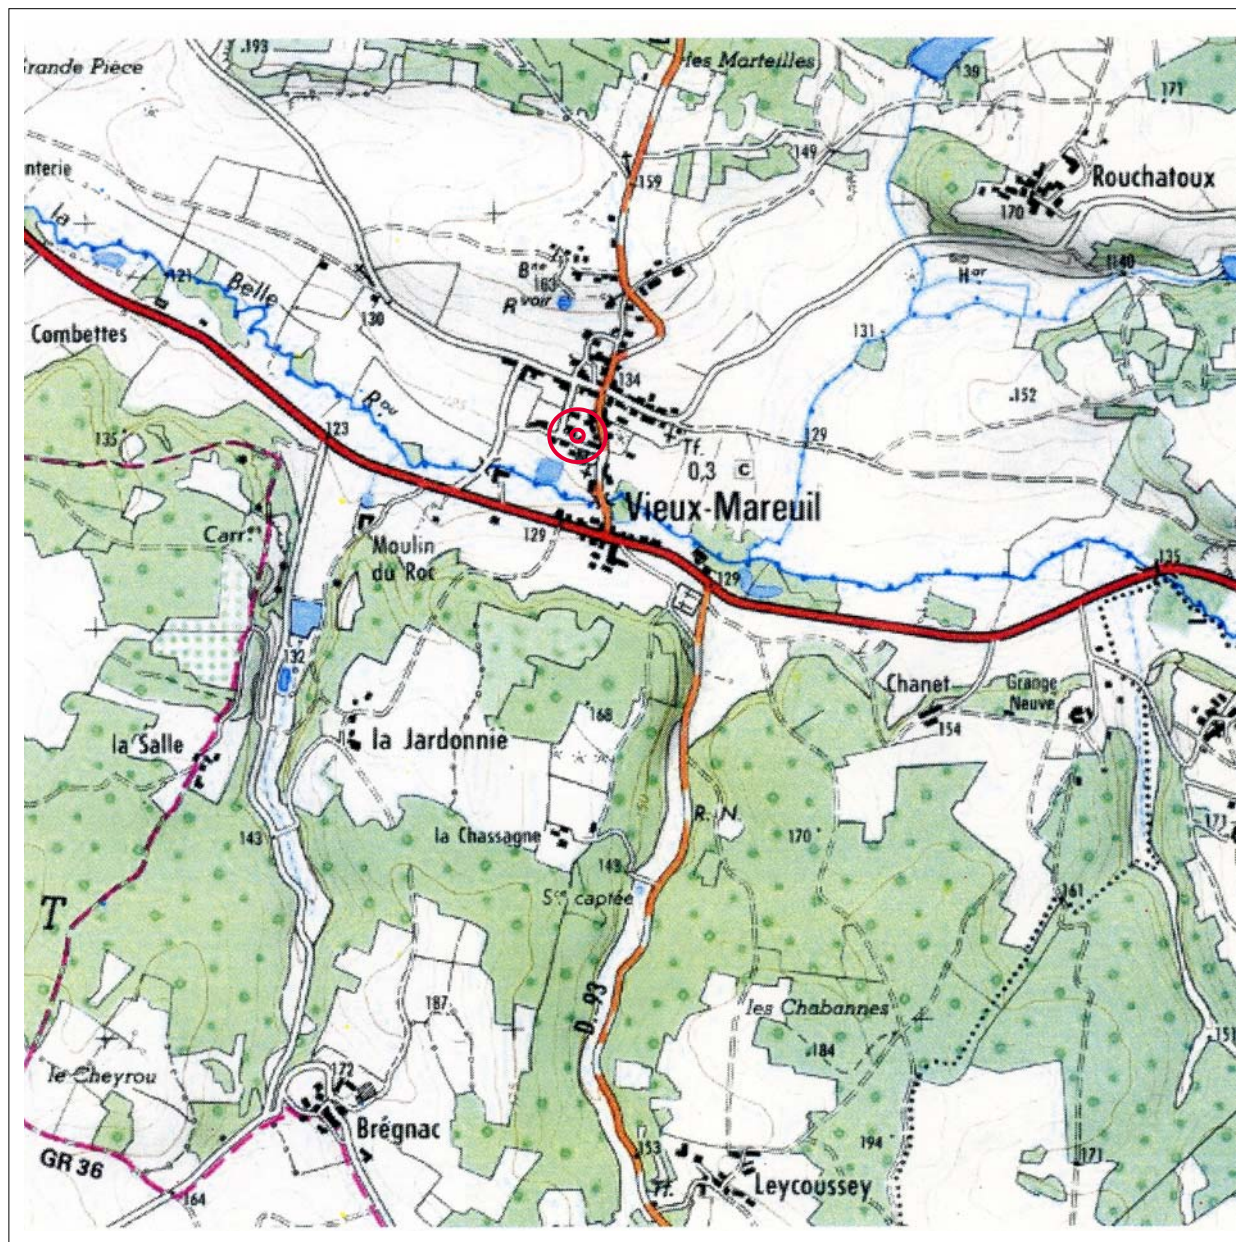 193
Grande Pièce
les Marteilles
139
171
149
Rouchatoux
nterie
159
170
la
Bne
163
Rvoir
Hor
1140
121
Belle
130
131
Combettes
134
152
135
123
129
Tf.
0,3
C
Vieux-Mareuil
Carr.es
Moulin
du Roc
129
129
135
132
Chanet
Grange
Neuve
168
154
la Salle
la Jardonnie
R. N.
143
la Chassagne
170
171
143
Sce captée
161
T
187
D. 93
les Chabannes
184
151
le Cheyrou
172
Brégnac
194
GR 36
153
171
164
Tf.
Leycoussey